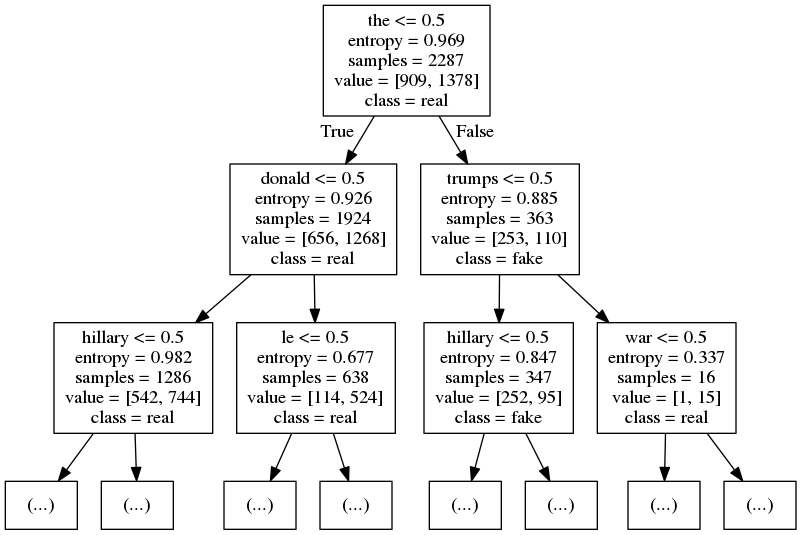 the <= 0.5
entropy = 0.969
samples = 2287
value = [909, 1378]
class = real
True
False
donald <= 0.5
entropy = 0.926
samples = 1924
value = [656, 1268]
class = real
trumps <= 0.5
entropy = 0.885
samples = 363
value = [253, 110]
class = fake
hillary <= 0.5
entropy = 0.982
samples = 1286
value = [542, 744]
class = real
le <= 0.5
entropy = 0.677
samples = 638
value = [114, 524]
class = real
hillary <= 0.5
entropy = 0.847
samples = 347
value = [252, 95]
class = fake
war <= 0.5
entropy = 0.337
samples = 16
value = [1, 15]
class = real
(...)
(...)
(...)
(...)
(...)
(...)
(...)
(...)